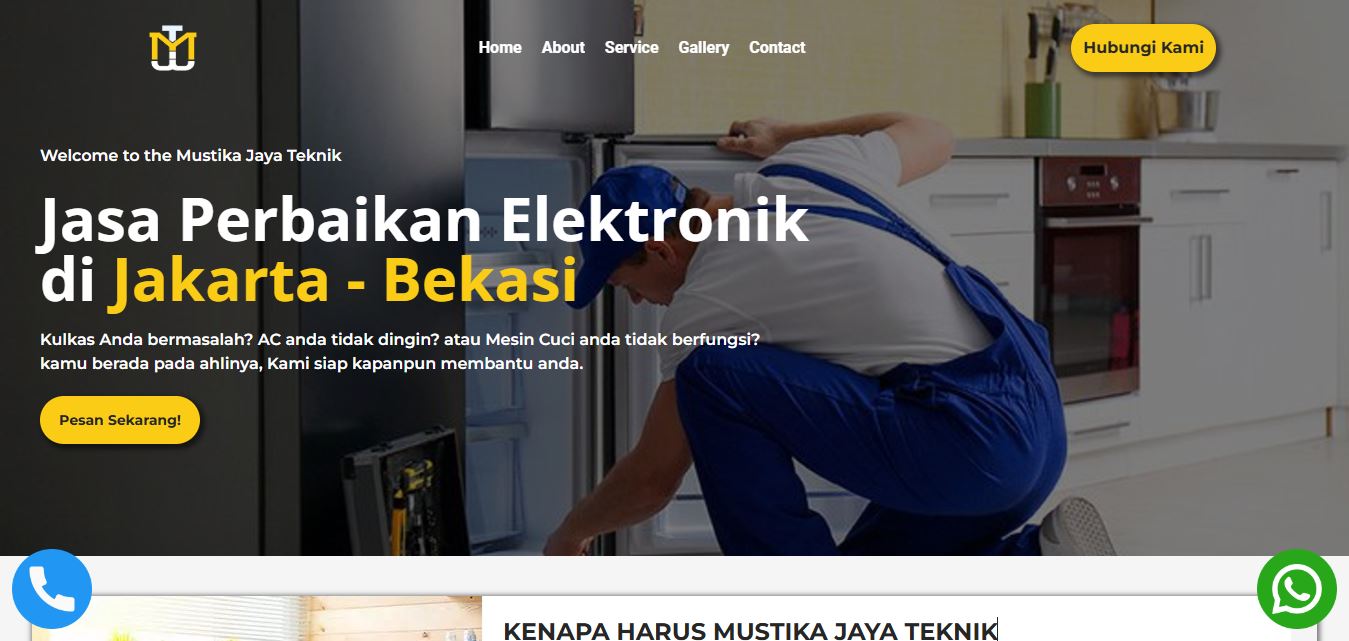 Home About Service Gallery Contact
Hubungi Kami
Welcome to the Mustika Jaya Teknik
Jasa Perbaikan Elektronik
di Jakarta - Bekasi
Kulkas Anda bermasalah? AC anda tidak dingin? atau Mesin Cuci anda tidak berfungsi?
kamu berada pada ahlinya, Kami siap kapanpun membantu anda.
Pesan Sekarang!
KENAPA HARUS MUSTIKA JAYA TEKNIK